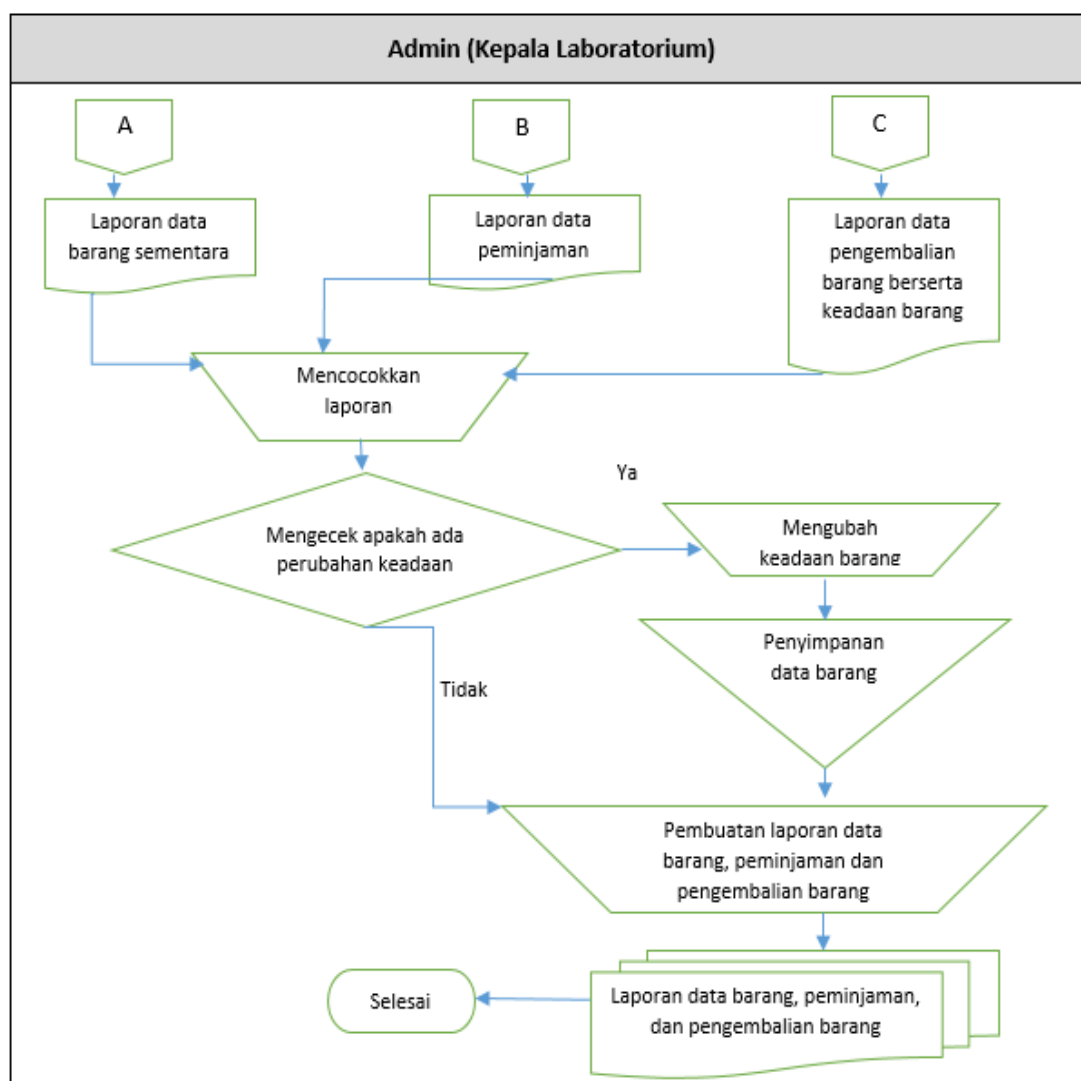 Admin (Kepala Laboratorium)
A
B
C
Laporan data
barang sementara
Laporan data
peminjaman
Laporan data
pengembalian
barang berserta
keadaan barang
Mencocokkan
laporan
Ya
Mengecek apakah ada
perubahan keadaan
Mengubah
keadaan barang
Penyimpanan
data barang
Tidak
Pembuatan laporan data
barang, peminjaman dan
pengembalian barang
Selesai
Laporan data barang, peminjaman,
dan pengembalian barang